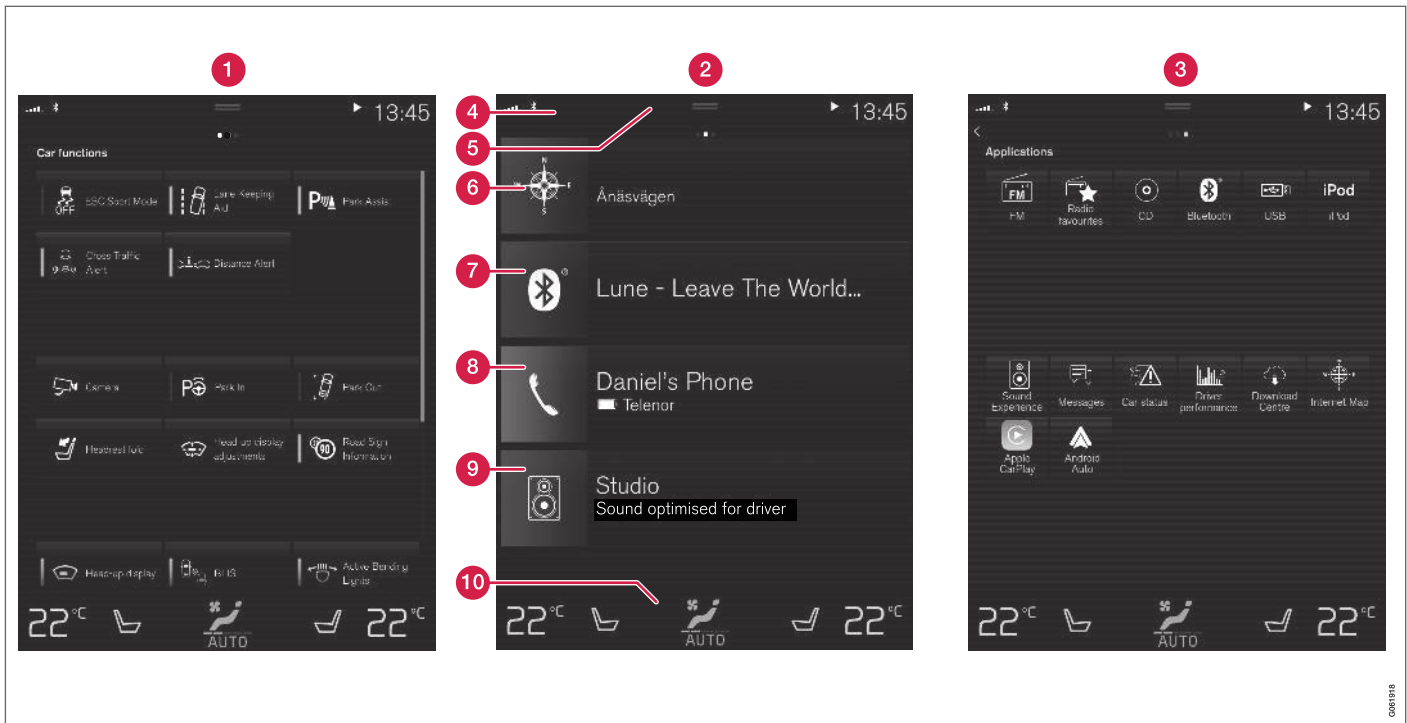 1
2
3
13:45
Car functions
ESC Sport Mode
OFF
Lane Keeping
Aid
Park Assist
Cross Traffic
Alert
Distance Alert
Camera
Park In
Park Out
Headrest fold
Head-up display
adjustments
90
Road Sign
Information
Head-up display
BLIS
Active Bending
Lights
22°C
AUTO
22°C
4
13:45
5
6
N
W
E
S
Ånäsvägen
7
Lune - Leave The World...
8
Daniel's Phone
Telenor
9
Studio
Sound optimised for driver
10
22°C
AUTO
22°C
13:45
Applications
FM
FM
Radio
favourites
CD
Bluetooth
USB
iPod
iPod
Sound
Experience
Messages
Car status
Driver
performance
Download
Centre
Internet Map
Apple
CarPlay
Android
Auto
22°C
AUTO
22°C
G061918